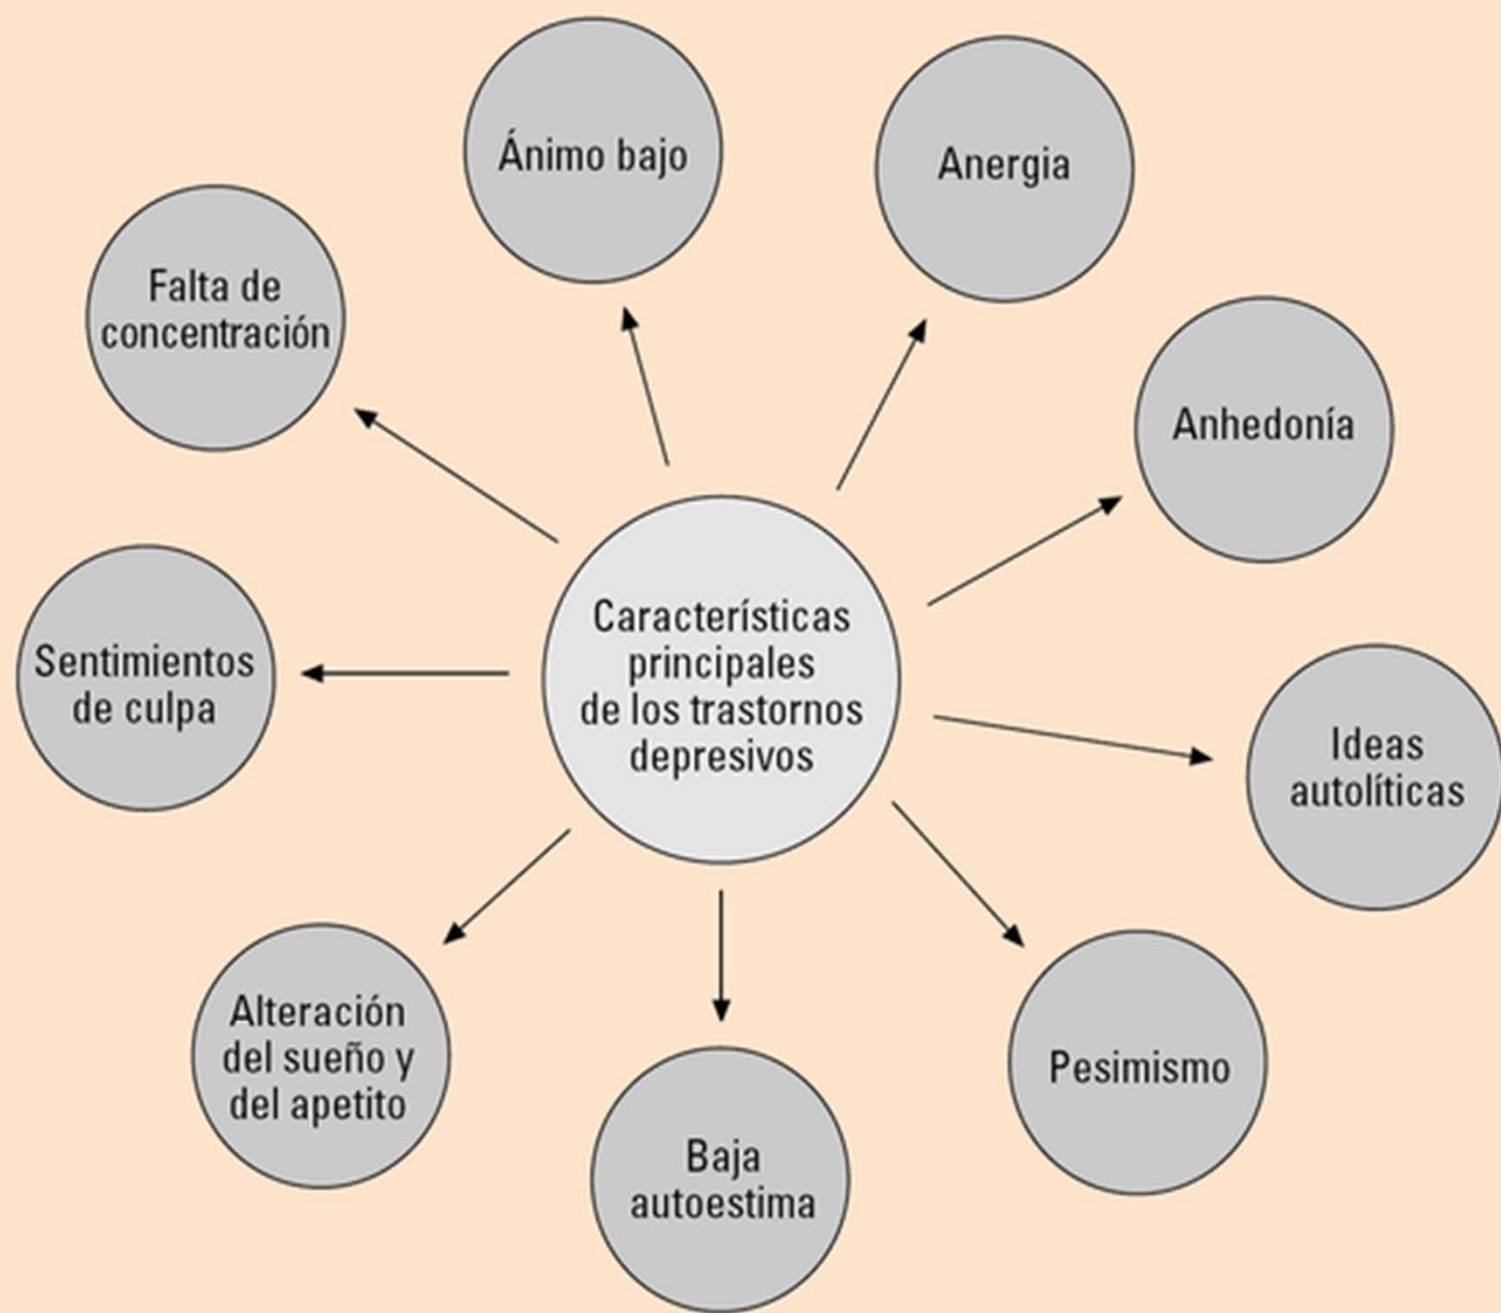 Ánimo bajo
Anergia
Falta de
concentración
Anhedonía
Características
principales
de los trastornos
depresivos
Sentimientos
de culpa
Ideas
autolíticas
Alteración
del sueño y
del apetito
Pesimismo
Baja
autoestima